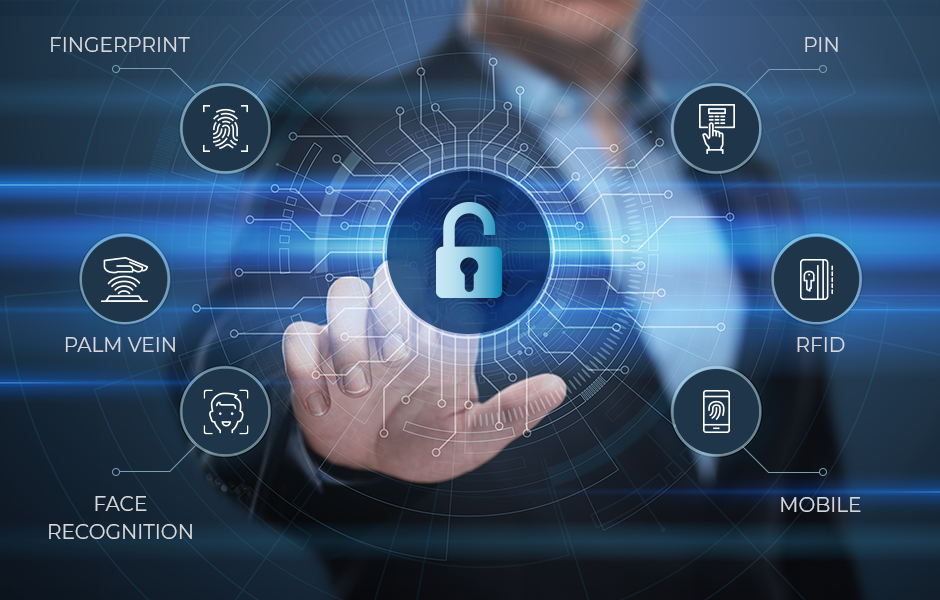 FINGERPRINT
PIN
PALM VEIN
RFID
FACE
RECOGNITION
MOBILE